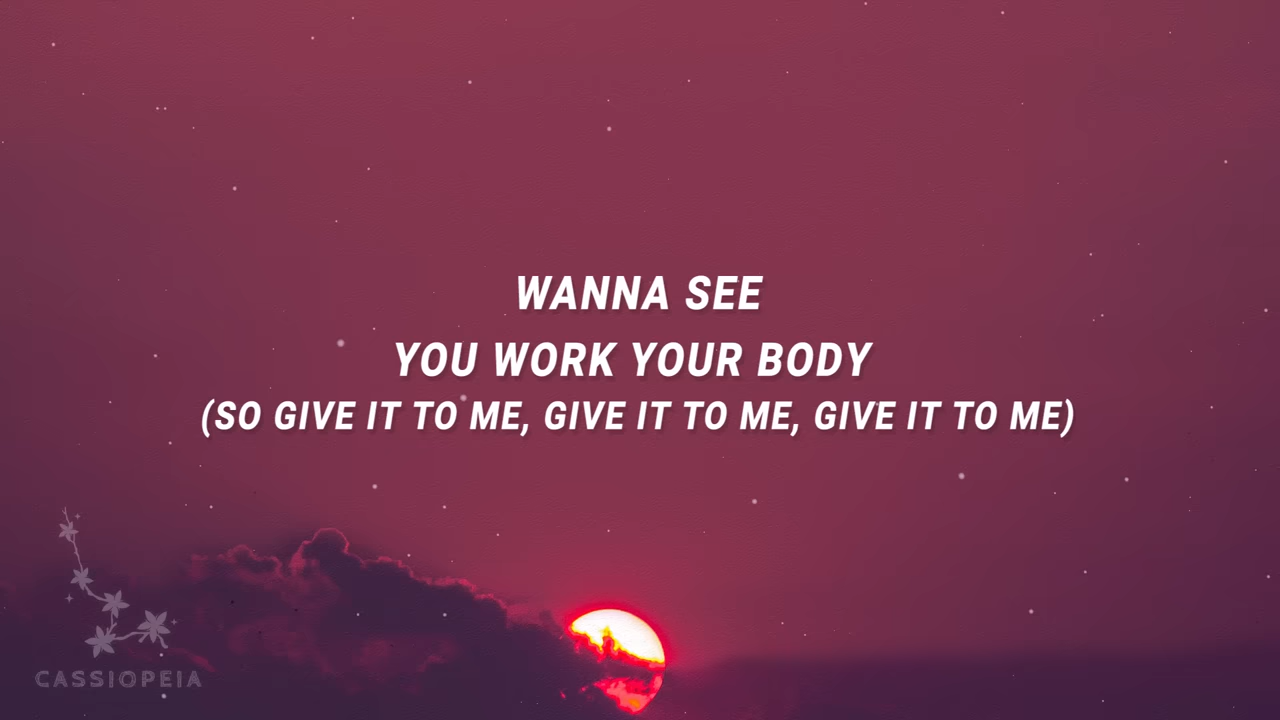 WANNA SEE
YOU WORK YOUR BODY
(SO GIVE IT TO ME, GIVE IT TO ME, GIVE IT TO ME)
CASSIOPEIA